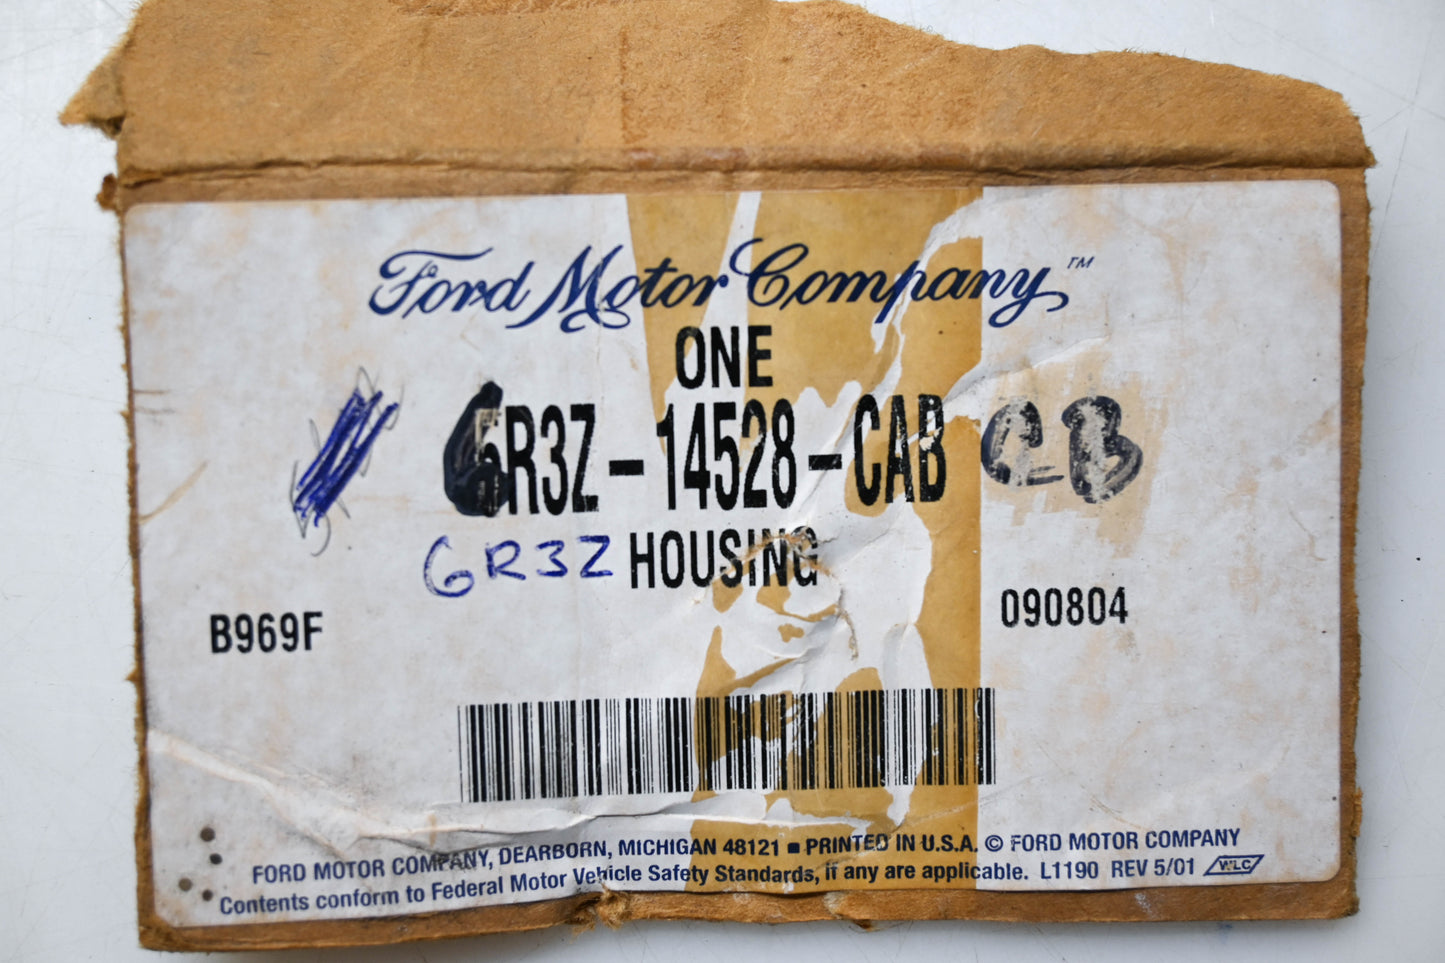 Ford Motor Company™
ONE
5R3Z-14528-CAB CB
6R3Z HOUSING
B969F
090804
FORD MOTOR COMPANY, DEARBORN, MICHIGAN 48121 ■ PRINTED IN U.S.A. © FORD MOTOR COMPANY
Contents conform to Federal Motor Vehicle Safety Standards, if any are applicable. L1190 REV 5/01 WLC